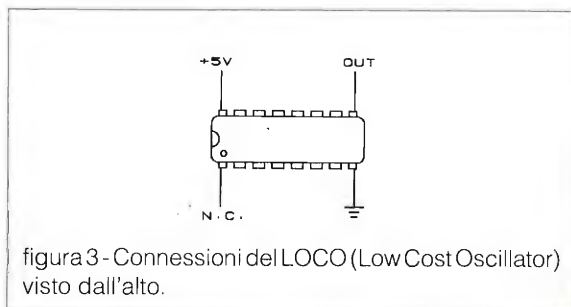 +5V
OUT
N.C.
figura 3 - Connessioni del LOCO (Low Cost Oscillator)
visto dall'alto.